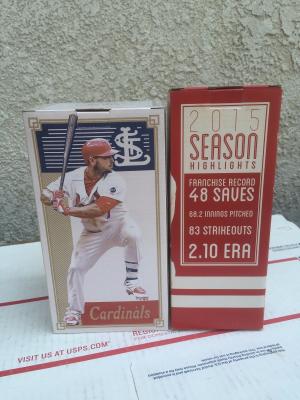 STL
Cardinals
2015
SEASON
HIGHLIGHTS
FRANCHISE RECORD
48 SAVES
68.2 INNINGS PITCHED
83 STRIKEOUTS
2.10 ERA
VISIT US AT USPS.COM®